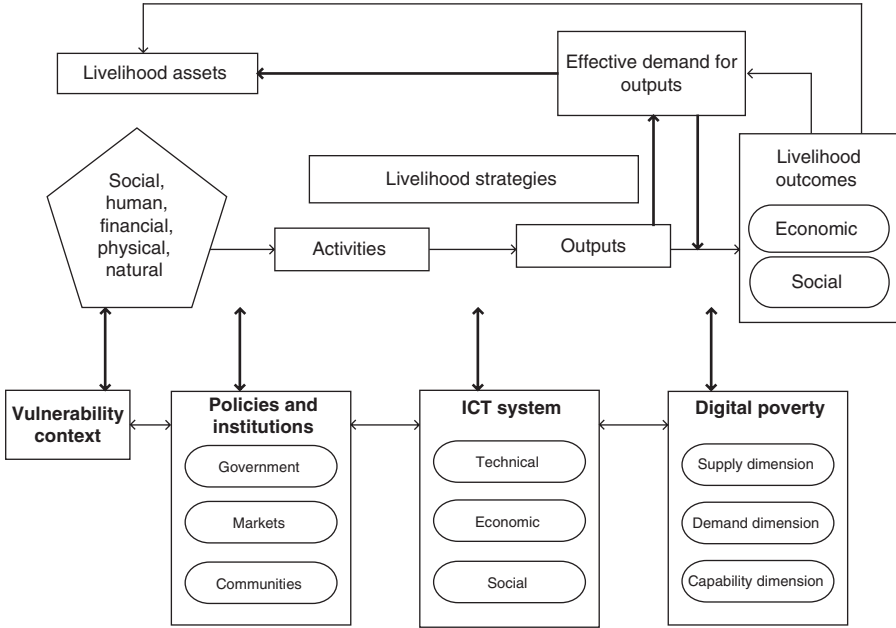 Livelihood assets
Effective demand for
outputs
Livelihood
outcomes
Economic
Social
Social,
human,
financial,
physical,
natural
Livelihood strategies
Activities
Outputs
Vulnerability
context
Policies and
institutions
Government
Markets
Communities
ICT system
Technical
Economic
Social
Digital poverty
Supply dimension
Demand dimension
Capability dimension